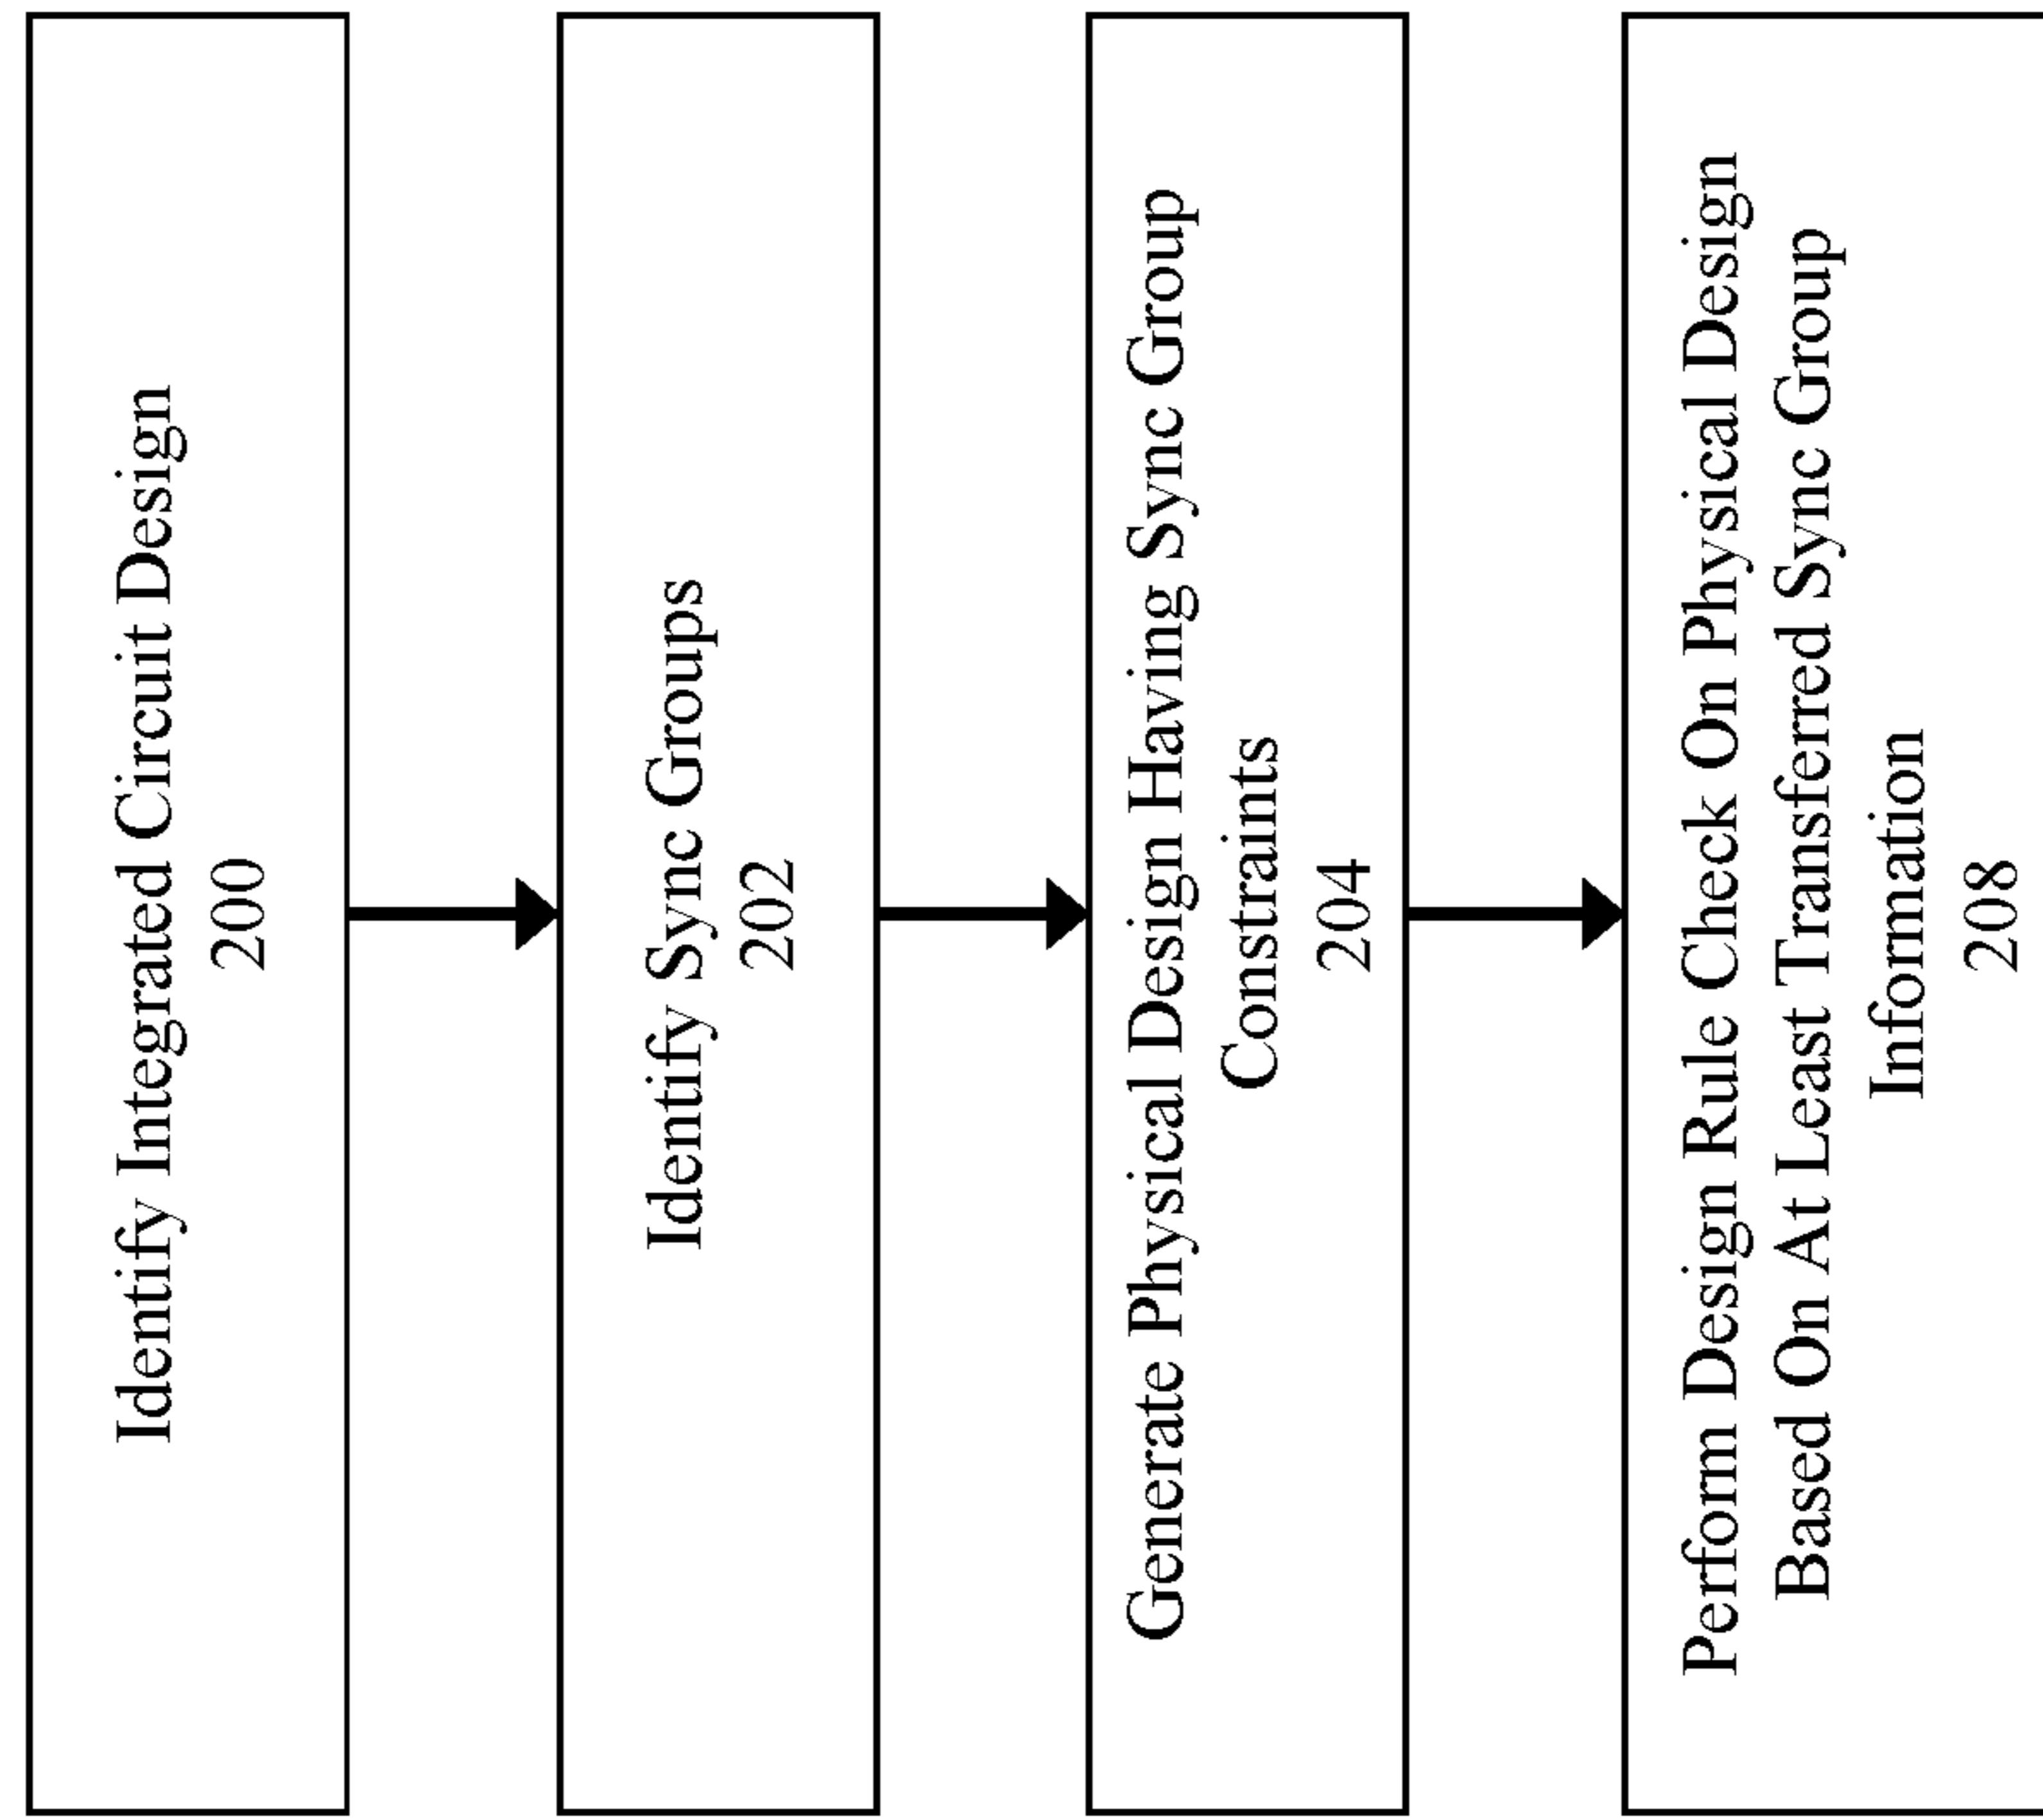 Identify Integrated Circuit Design
200
Identify Sync Groups
202
Generate Physical Design Having Sync Group
Constraints
204
Perform Design Rule Check On Physical Design
Based On At Least Transferred Sync Group
Information
208